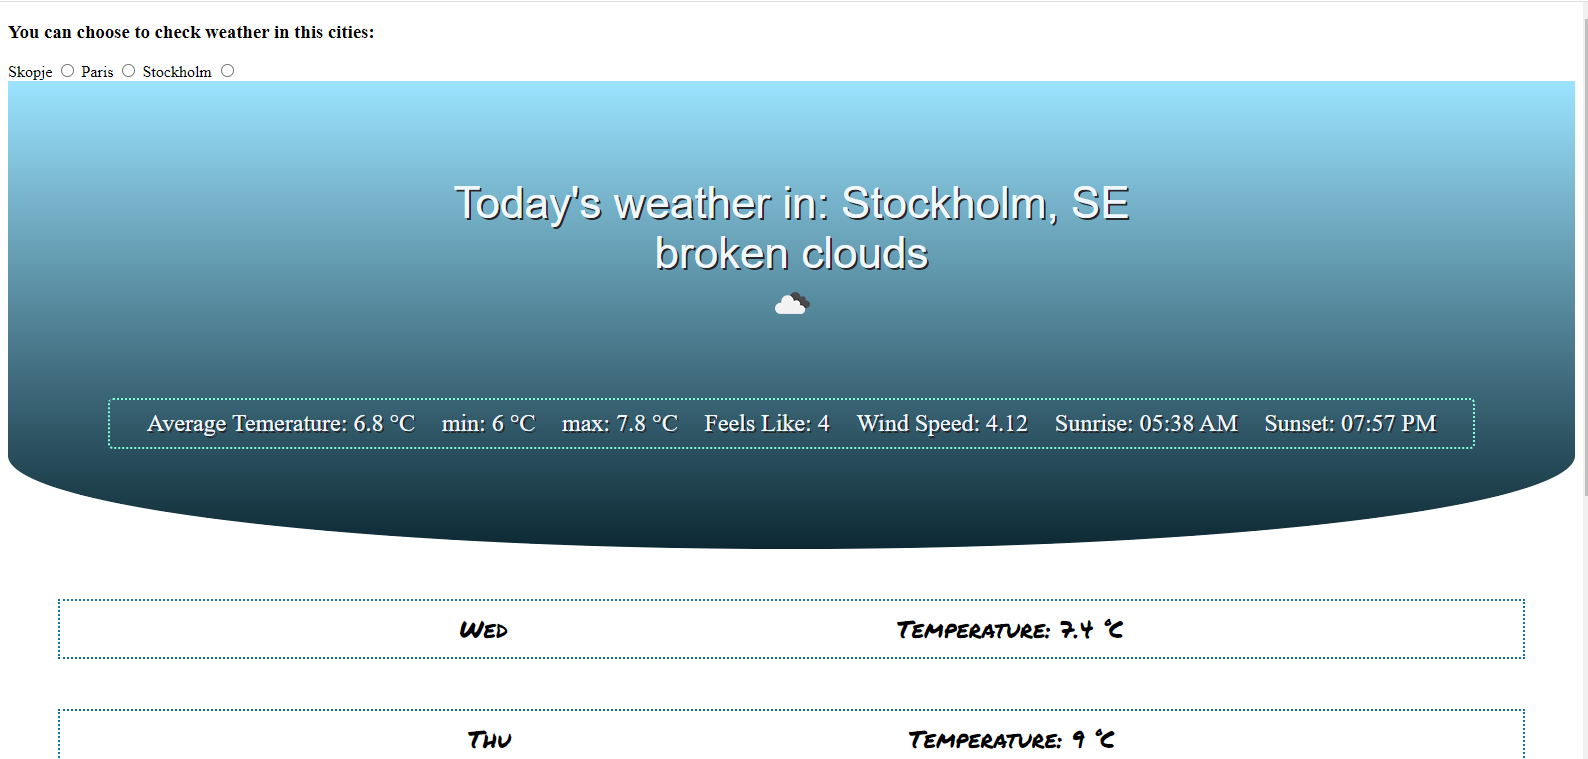 You can choose to check weather in this cities:
Skopje Paris Stockholm
Today's weather in: Stockholm, SE
broken clouds
Average Temerature: 6.8 °C min: 6 °C max: 7.8 °C Feels Like: 4 Wind Speed: 4.12 Sunrise: 05:38 AM Sunset: 07:57 PM
Wed Temperature: 7.4 °C
Thu Temperature: 9 °C